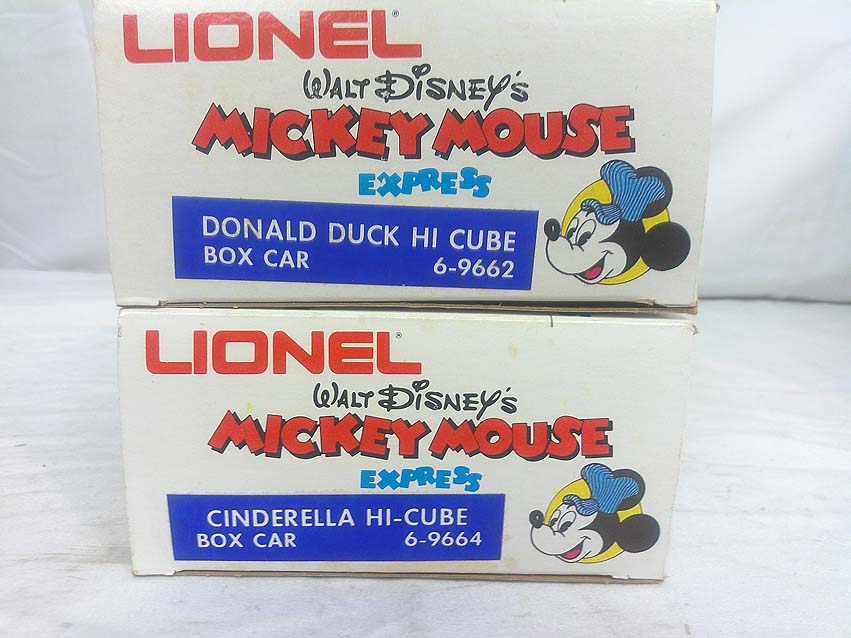 LIONEL®
WALT DISNEY'S
MICKEY MOUSE
EXPRESS
DONALD DUCK HI CUBE
BOX CAR 6-9662
LIONEL®
WALT DISNEY'S
MICKEY MOUSE
EXPRESS
CINDERELLA HI-CUBE
BOX CAR 6-9664